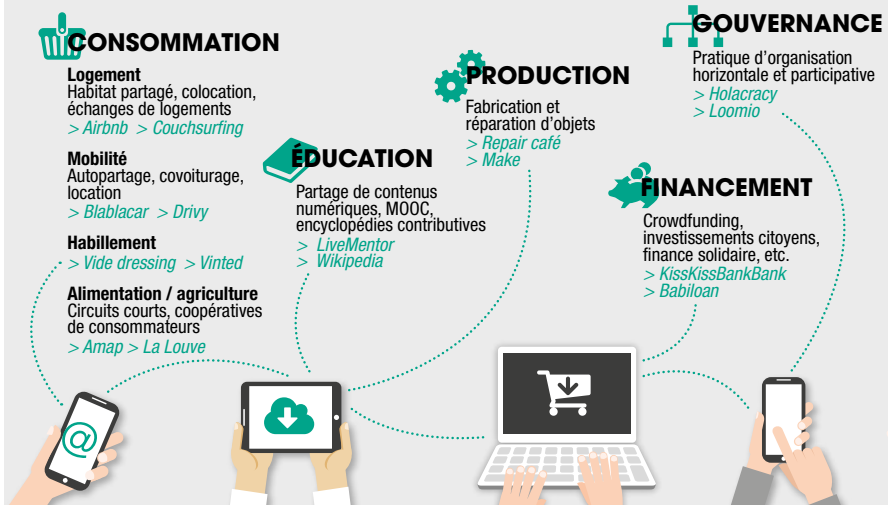 CONSOMMATION
Logement
Habitat partagé, colocation,
échanges de logements
> Airbnb > Couchsurfing
Mobilité
Autopartage, covoiturage,
location
> Blablacar > Drivy
Habillement
> Vide dressing > Vinted
Alimentation / agriculture
Circuits courts, coopératives
de consommateurs
> Amap > La Louve
ÉDUCATION
Partage de contenus
numériques, MOOC,
encyclopédies contributives
> LiveMentor
> Wikipedia
PRODUCTION
Fabrication et
réparation d’objets
> Repair café
> Make
GOUVERNANCE
Pratique d’organisation
horizontale et participative
> Holacracy
> Loomio
FINANCEMENT
Crowdfunding,
investissements citoyens,
finance solidaire, etc.
> KissKissBankBank
> Babiloan
@